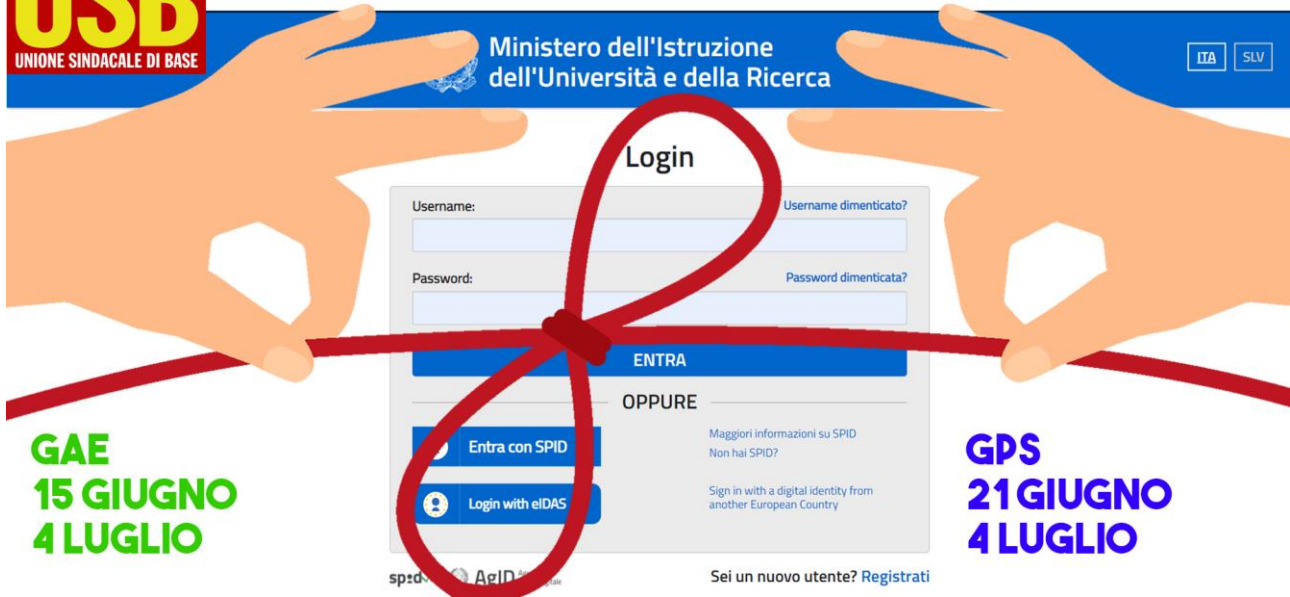 USB
UNIONE SINDACALE DI BASE
Ministero dell'Istruzione
dell'Università e della Ricerca
ITA
SLV
Login
Username:
Username dimenticato?
Password:
Password dimenticata?
ENTRA
OPPURE
Entra con SPID
Maggiori informazioni su SPID
Non hai SPID?
Login with eIDAS
Sign in with a digital identity from
another European Country
GAE
15 GIUGNO
4 LUGLIO
GPS
21 GIUGNO
4 LUGLIO
AgID
Sei un nuovo utente? Registrati